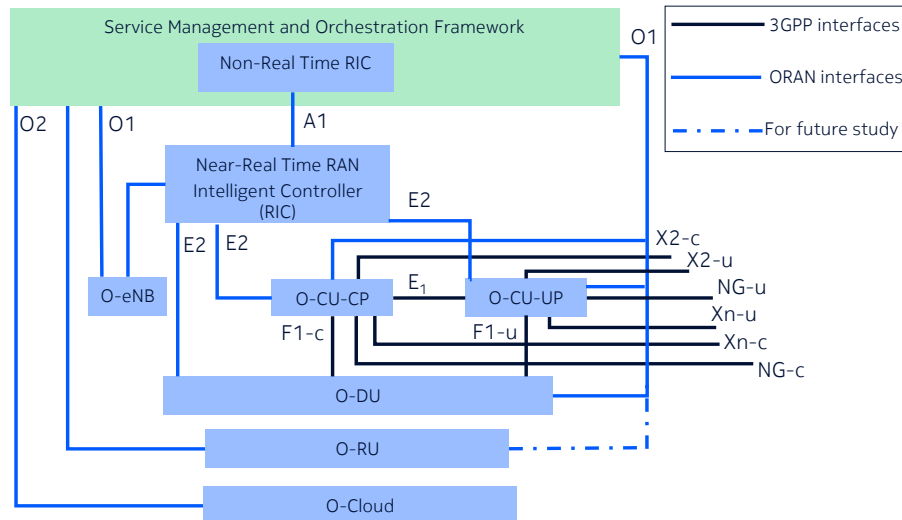 Service Management and Orchestration Framework
O1
3GPP interfaces
Non-Real Time RIC
ORAN interfaces
O2
O1
A1
For future study
Near-Real Time RAN
Intelligent Controller
(RIC)
E2
E2
E2
X2-c
X2-u
O-eNB
O-CU-CP
E₁
O-CU-UP
NG-u
Xn-u
F1-c
F1-u
Xn-c
NG-c
O-DU
O-RU
O-Cloud